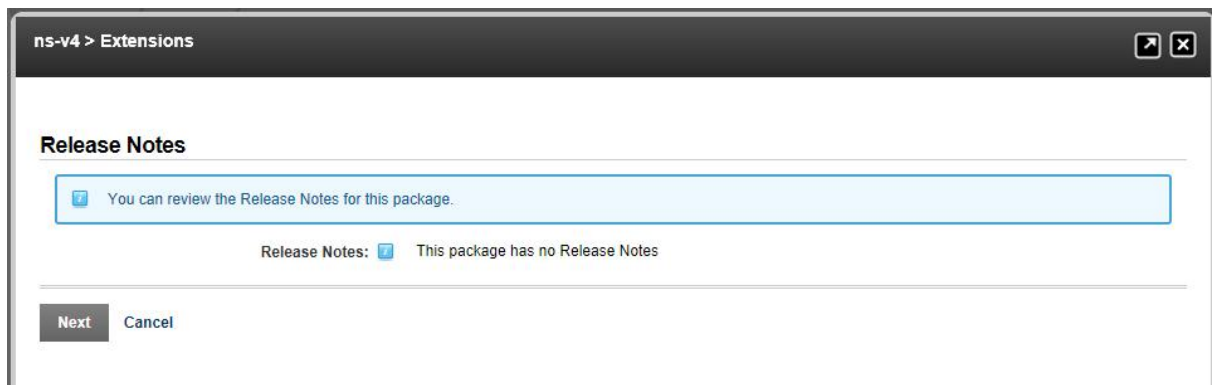 ns-v4 > Extensions
Release Notes
You can review the Release Notes for this package.
Release Notes: This package has no Release Notes
Next Cancel